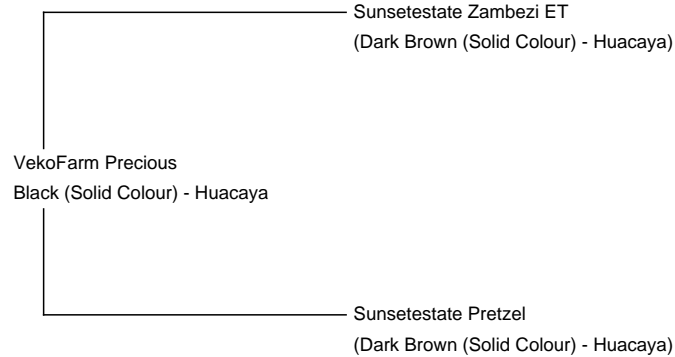 Sunsetestate Zambezi ET
(Dark Brown (Solid Colour) - Huacaya)
VekoFarm Precious
Black (Solid Colour) - Huacaya
Sunsetestate Pretzel
(Dark Brown (Solid Colour) - Huacaya)